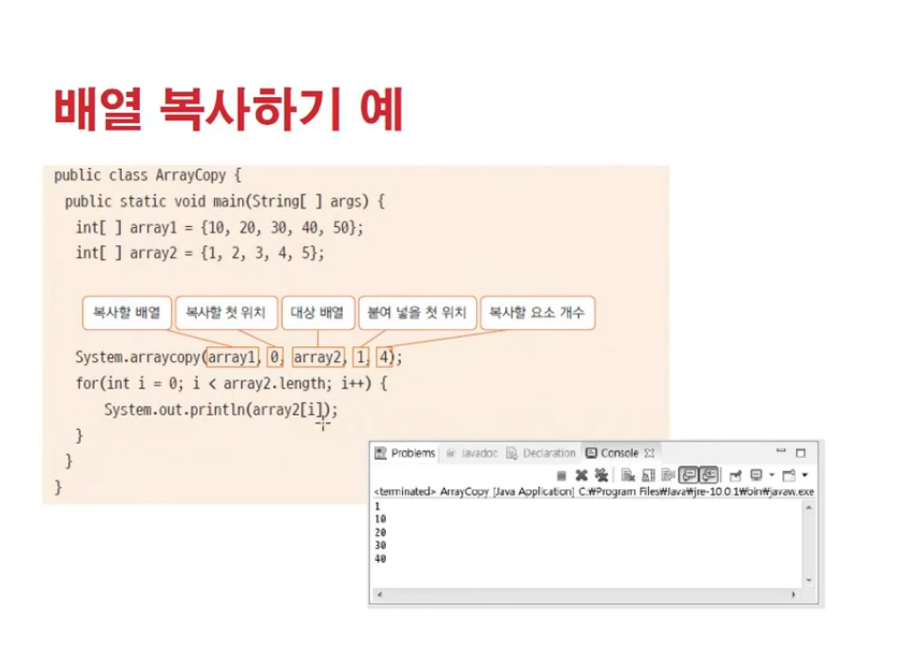 배열 복사하기 예
public class ArrayCopy {
public static void main(String[ ] args) {
int[ ] array1 = {10, 20, 30, 40, 50};
int[ ] array2 = {1, 2, 3, 4, 5};
복사할 배열 복사할 첫 위치 대상 배열 붙여 넣을 첫 위치 복사할 요소 개수
System.arraycopy(array1, 0, array2, 1, 4);
for(int i = 0; i < array2.length; i++) {
System.out.println(array2[i]);
}
}
}
Problems Javadoc Declaration Console
<terminated> ArrayCopy [Java Application] C:₩Program Files₩Java₩jre-10.0.1₩bin₩javaw.exe
1
10
20
30
40